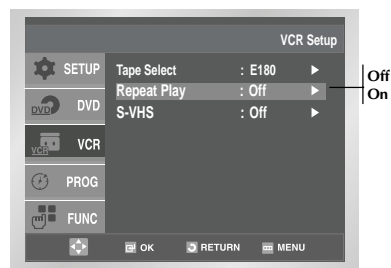 VCR Setup
SETUP
DVD DVD
VCR VCR
PROG
FUNC
Tape Select : E180 ►
Repeat Play : Off ►
S-VHS : Off ►
Off
On
OK RETURN MENU